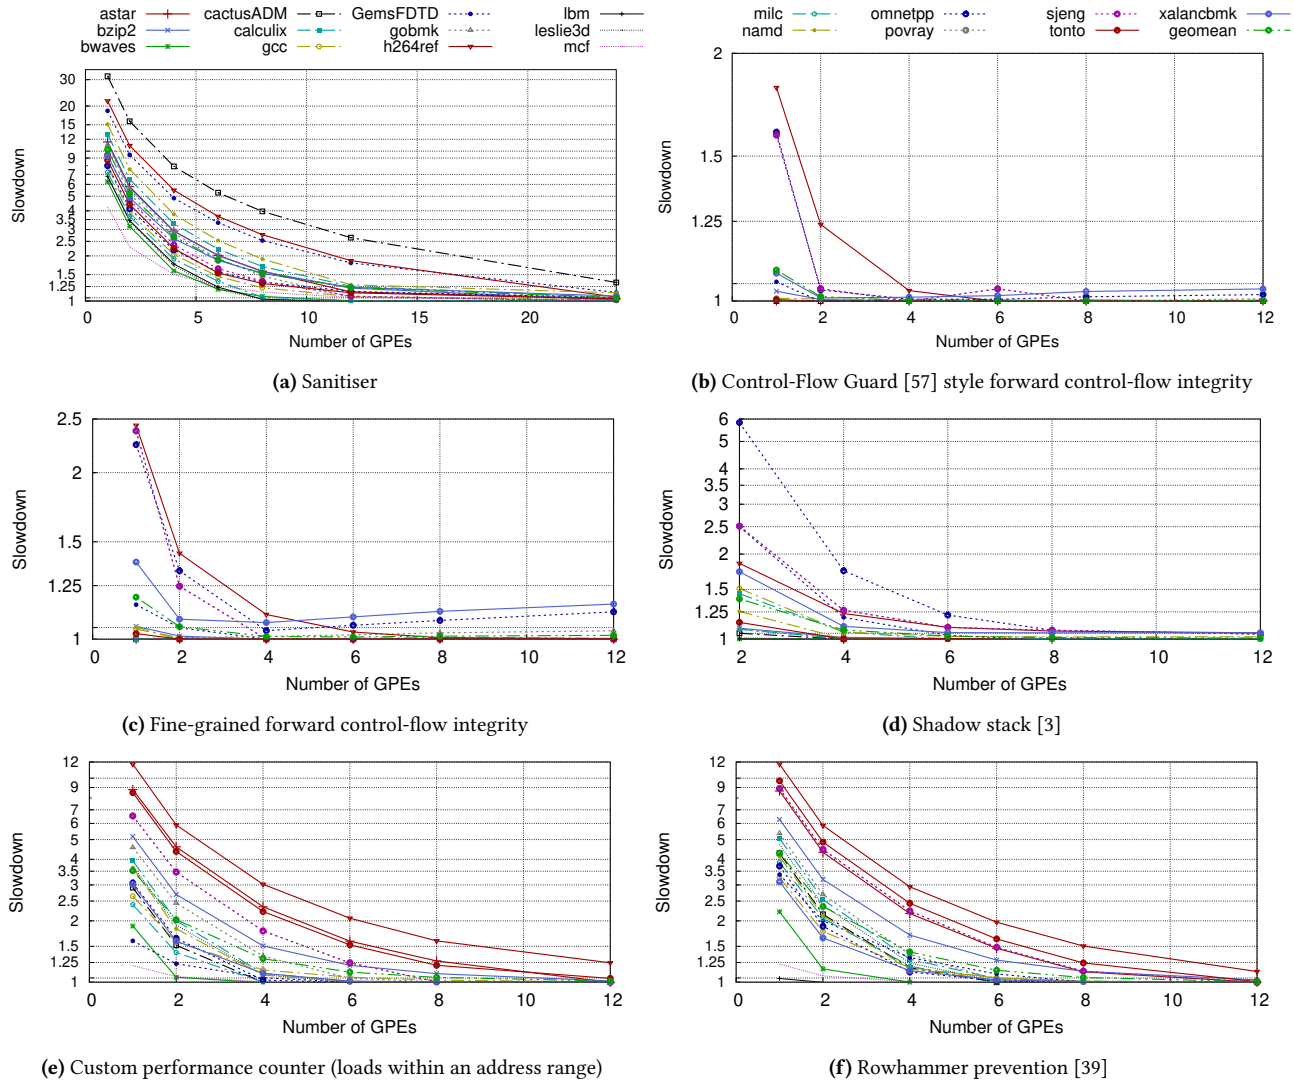 astar cactusADM GemsFDTD lbm
bzip2 calculix gobmk leslie3d
bwaves gcc h264ref mcf
milc omnetpp sjeng xalancbmk
namd povray tonto geomean
Slowdown
30
20
15
12
9
7
6
5
4
3.5
3
2.5
2
1.5
1.25
1
0 5 10 15 20
Number of GPEs
(a) Sanitiser
Slowdown
2
1.5
1.25
1
0 2 4 6 8 10 12
Number of GPEs
(b) Control-Flow Guard [57] style forward control-flow integrity
Slowdown
2.5
2
1.5
1.25
1
0 2 4 6 8 10 12
Number of GPEs
(c) Fine-grained forward control-flow integrity
Slowdown
6
5
4
3.5
3
2.5
2
1.5
1.25
1
2 4 6 8 10 12
Number of GPEs
(d) Shadow stack [3]
Slowdown
12
9
7
6
5
4
3.5
3
2.5
2
1.5
1.25
1
0 2 4 6 8 10 12
Number of GPEs
(e) Custom performance counter (loads within an address range)
Slowdown
12
9
7
6
5
4
3.5
3
2.5
2
1.5
1.25
1
0 2 4 6 8 10 12
Number of GPEs
(f) Rowhammer prevention [39]